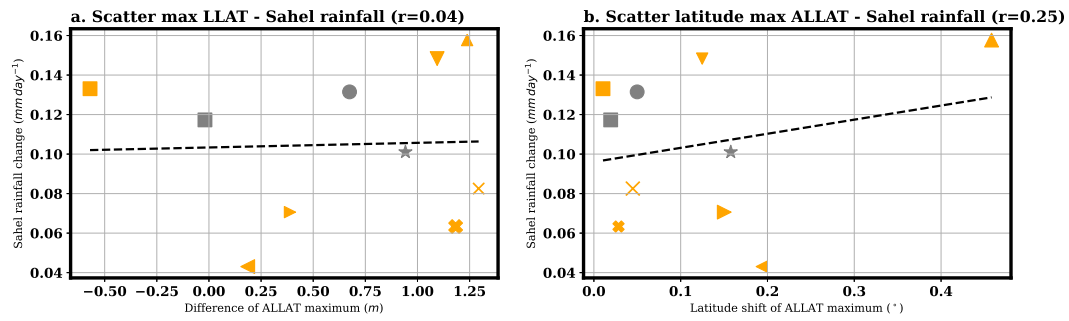 a. Scatter max LLAT - Sahel rainfall (r=0.04)
0.16
0.14
0.12
0.10
0.08
0.06
0.04
Sahel rainfall change (mm day⁻¹)
−0.50 −0.25 0.00 0.25 0.50 0.75 1.00 1.25
Difference of ALLAT maximum (m)
b. Scatter latitude max ALLAT - Sahel rainfall (r=0.25)
0.16
0.14
0.12
0.10
0.08
0.06
0.04
Sahel rainfall change (mm day⁻¹)
0.0 0.1 0.2 0.3 0.4
Latitude shift of ALLAT maximum (°)